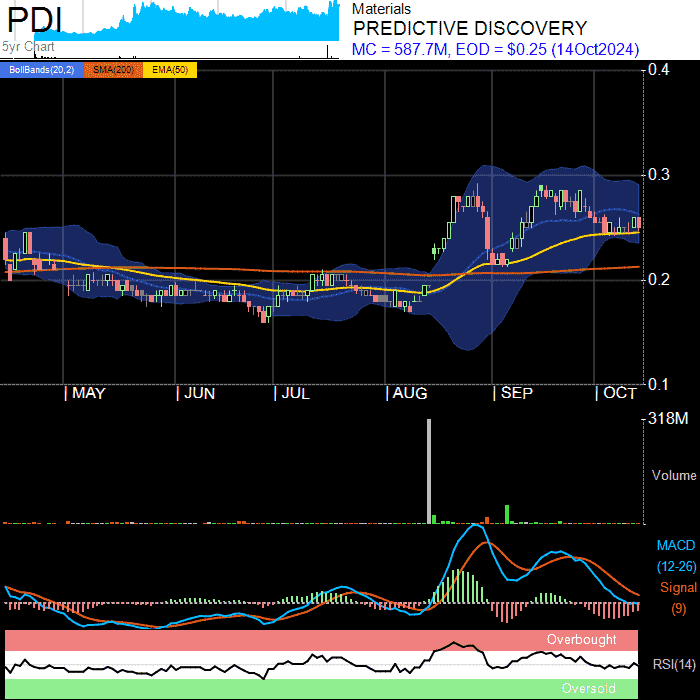 PDI
5yr Chart
Materials
PREDICTIVE DISCOVERY
MC = 587.7M, EOD = $0.25 (14Oct2024)
BollBands(20,2) SMA(200) EMA(50)
0.4
0.3
0.2
0.1
| MAY | JUN | JUL | AUG | SEP | OCT
318M
Volume
MACD
(12-26)
Signal
(9)
Overbought
RSI(14)
Oversold